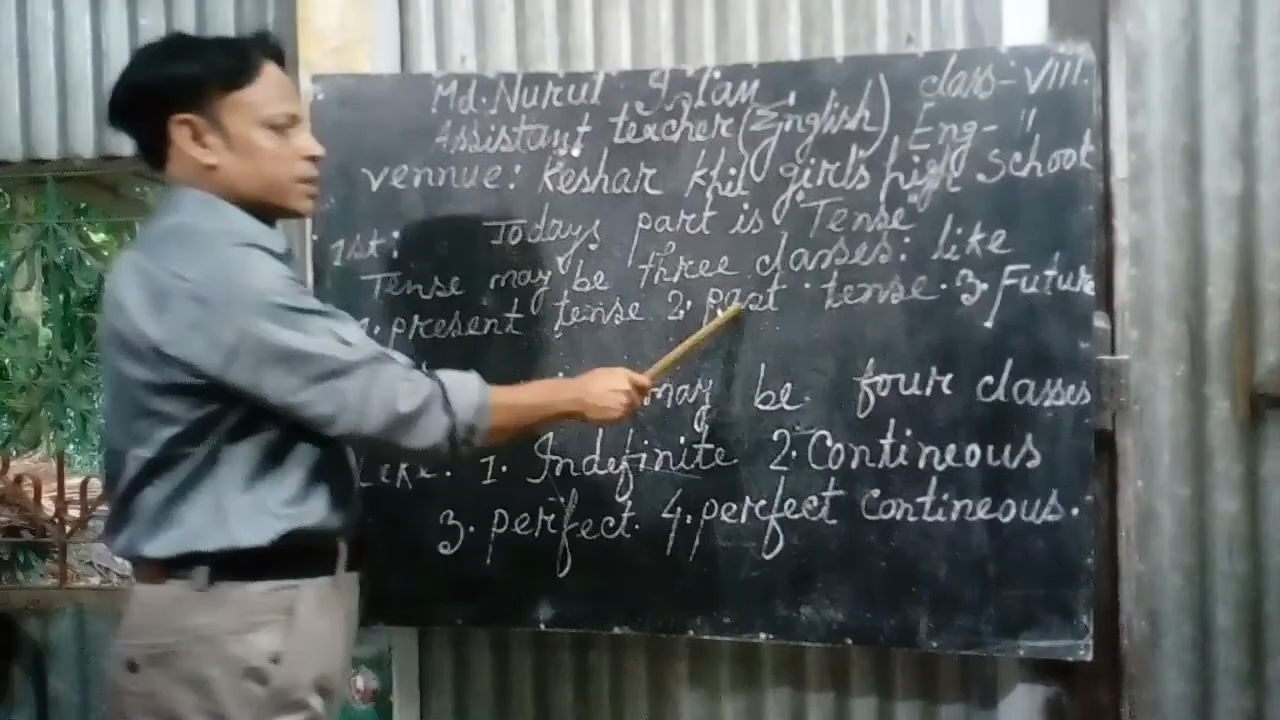 Md. Nurul Islam class- VIII.
Assistant teacher (English) Eng- "
vennue: Keshar khil girls high school
1st: Todays part is "Tense"
Tense may be three classes: like
1. present tense 2. past tense. 3. Future
may be four classes
Like. 1. Indefinite 2. Contineous
3. perfect. 4. perfect contineous.